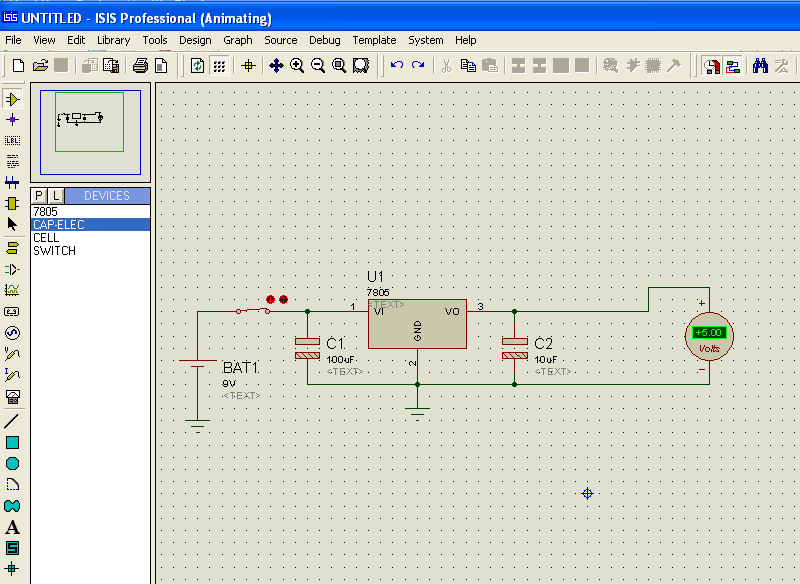 UNTITLED - ISIS Professional (Animating)
File View Edit Library Tools Design Graph Source Debug Template System Help
P L DEVICES
7805
CAP-ELEC
CELL
SWITCH
LBL
A
S
U1
7805
<TEXT>
1 VI VO 3
GND
2
C1
100uF
<TEXT>
C2
10uF
<TEXT>
BAT1
9V
<TEXT>
+
+5.00
Volts
−